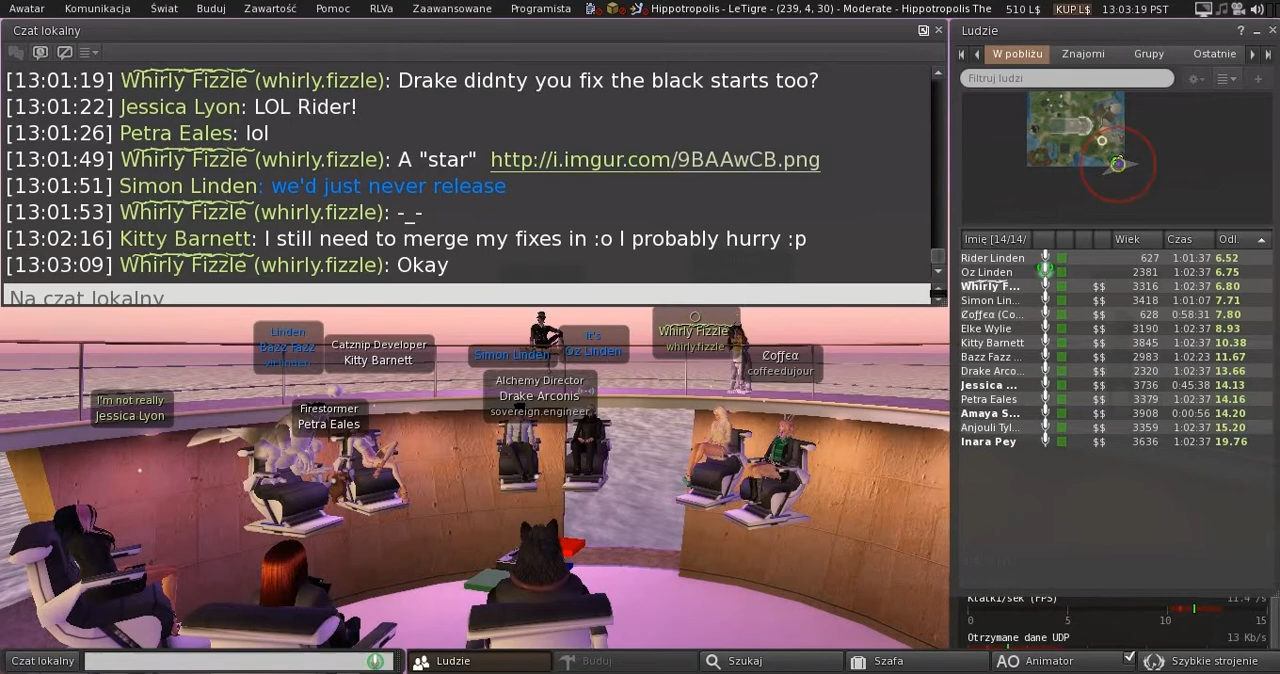 Awatar Komunikacja Świat Buduj Zawartość Pomoc RLVa Zaawansowane Programista Hippotropolis - LeTigre - (239, 4, 30) - Moderate - Hippotropolis The 510 L$ KUP L$ 13:03:19 PST
Czat lokalny
[13:01:19] Whirly Fizzle (whirly.fizzle): Drake didnty you fix the black starts too?
[13:01:22] Jessica Lyon: LOL Rider!
[13:01:26] Petra Eales: lol
[13:01:49] Whirly Fizzle (whirly.fizzle): A "star" http://i.imgur.com/9BAAwCB.png
[13:01:51] Simon Linden: we'd just never release
[13:01:53] Whirly Fizzle (whirly.fizzle): -_-
[13:02:16] Kitty Barnett: I still need to merge my fixes in :o I probably hurry :p
[13:03:09] Whirly Fizzle (whirly.fizzle): Okay
Na czat lokalny
Linden
Bazz Fazz
Catznip Developer
Kitty Barnett
Simon Linden
It's
Oz Linden
Whirly Fizzle
whirly.fizzle
Ȼoffeα
coffeedujour
I'm not really
Jessica Lyon
Firestormer
Petra Eales
Alchemy Director
Drake Arconis
sovereign.engineer
Ludzie
W pobliżu Znajomi Grupy Ostatnie
Filtruj ludzi
Imię [14/14/ Wiek Czas Odl.
Rider Linden 627 1:01:37 6.52
Oz Linden 2381 1:02:37 6.75
Whirly F... $$ 3316 1:02:37 6.80
Simon Lin... $$ 3418 1:01:07 7.71
Ȼoffeα (Co... $$ 628 0:58:31 7.80
Elke Wylie $$ 3190 1:02:37 8.93
Kitty Barnett $$ 3845 1:02:37 10.38
Bazz Fazz ... $$ 2983 1:02:23 11.67
Drake Arco... $$ 2320 1:02:37 13.66
Jessica ... $$ 3736 0:45:38 14.13
Petra Eales $$ 3379 1:02:37 14.16
Amaya S... $$ 3908 0:00:56 14.20
Anjouli Tyl... $$ 3359 1:02:37 15.20
Inara Pey $$ 3636 1:02:37 19.76
Klatki/sek (FPS) 11.4 /s
0 5 10 15
Otrzymane dane UDP 13 Kb/s
Czat lokalny Ludzie Buduj Szukaj Szafa AO Animator Szybkie strojenie